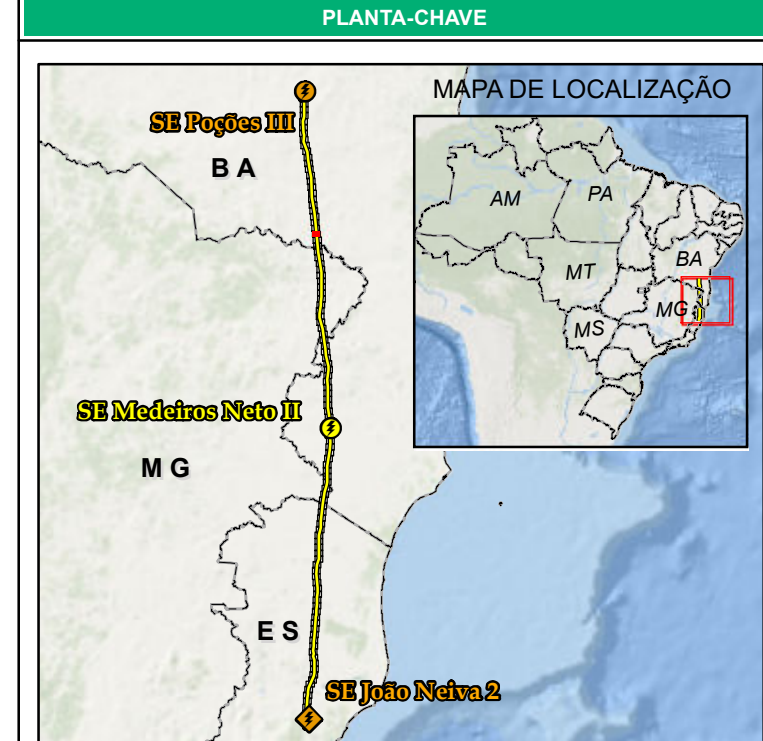 PLANTA-CHAVE
MAPA DE LOCALIZAÇÃO
SE Poções III
B A
AM
PA
BA
MT
MG
MS
SE Medeiros Neto II
M G
E S
SE João Neiva 2